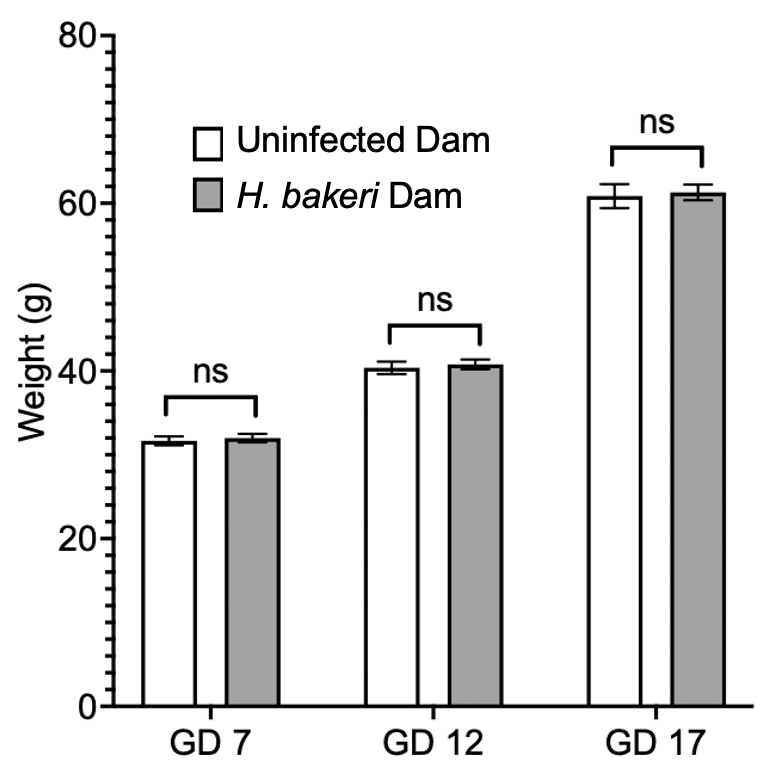 80
60
40
20
0
Weight (g)
Uninfected Dam
H. bakeri Dam
ns
ns
ns
GD 7
GD 12
GD 17